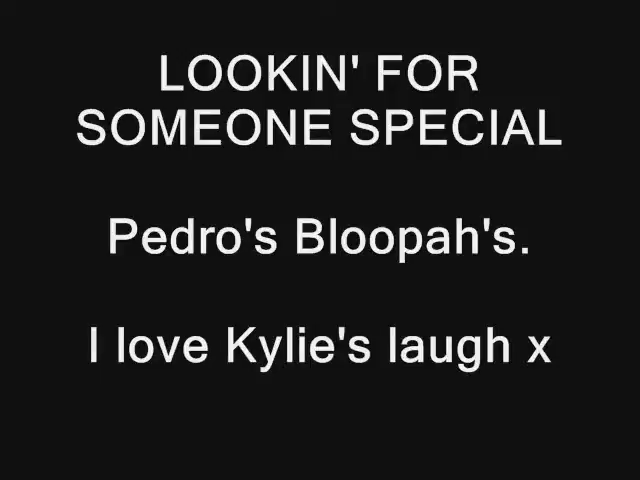 LOOKIN' FOR
SOMEONE SPECIAL
Pedro's Bloopah's.
I love Kylie's laugh x